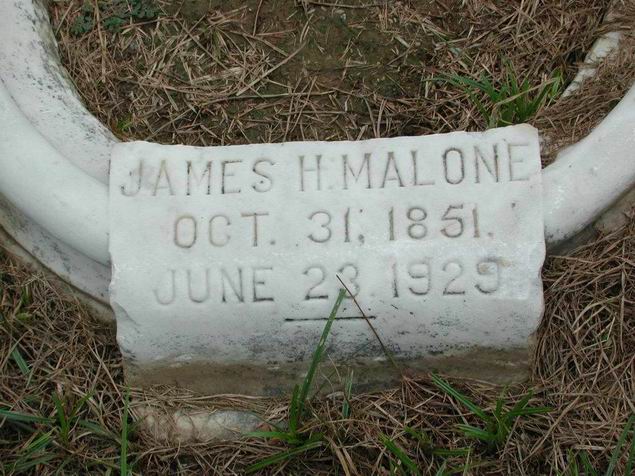 JAMES H. MALONE
OCT. 31, 1851.
JUNE 23, 1929